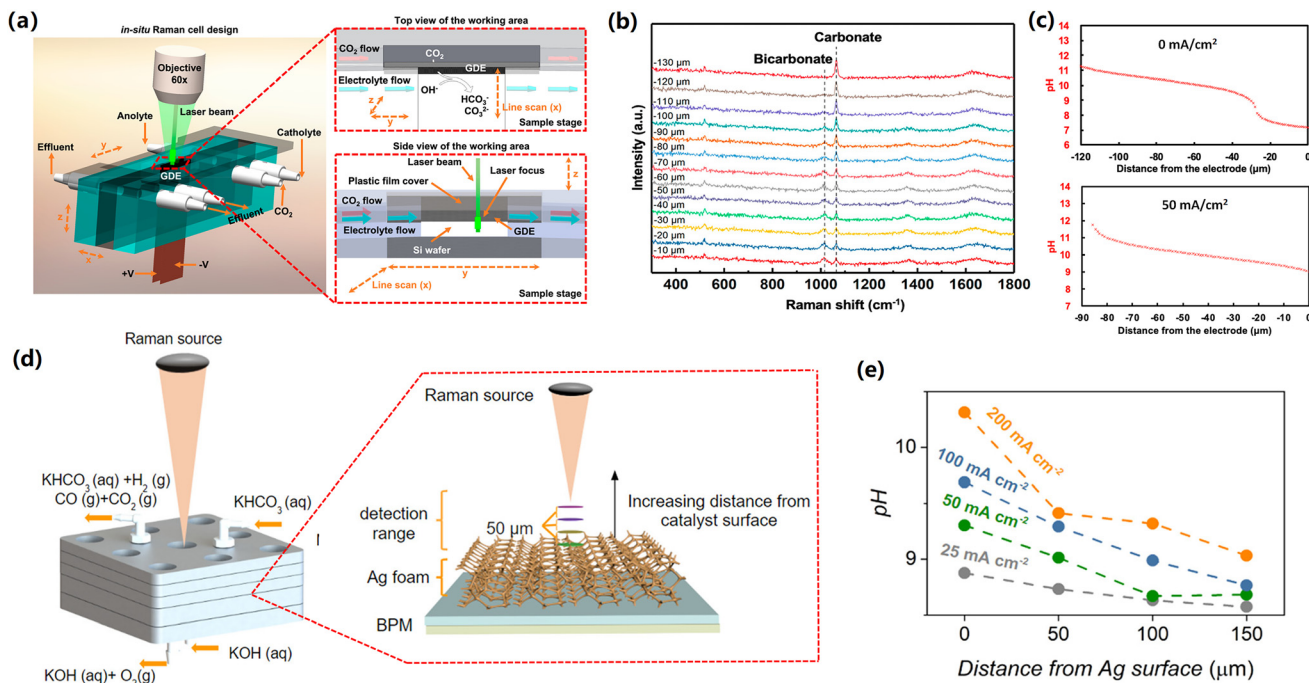 (a)
in-situ Raman cell design
Objective
60x
Laser beam
Anolyte
Catholyte
Effluent
y
GDE
z
Effluent
CO₂
x
-V
+V
Top view of the working area
CO₂ flow
CO₂
GDE
Electrolyte flow
OH⁻
z
HCO₃⁻
CO₃²⁻
Line scan (x)
x
y
Sample stage
Side view of the working area
Laser beam
Plastic film cover
Laser focus
z
CO₂ flow
Electrolyte flow
GDE
Si wafer
y
Line scan (x)
Sample stage
(b)
Carbonate
Bicarbonate
-130 μm
-120 μm
-110 μm
-100 μm
-90 μm
-80 μm
-70 μm
-60 μm
-50 μm
-40 μm
-30 μm
-20 μm
-10 μm
Intensity (a.u.)
400 600 800 1000 1200 1400 1600 1800
Raman shift (cm⁻¹)
(c)
0 mA/cm²
pH
13
12
11
10
9
8
7
6
-120 -100 -80 -60 -40 -20 0
Distance from the electrode (μm)
50 mA/cm²
pH
13
12
11
10
9
8
7
6
-90 -80 -70 -60 -50 -40 -30 -20 -10 0
Distance from the electrode (μm)
(d)
Raman source
KHCO₃ (aq) +H₂ (g)
CO (g)+CO₂ (g)
KHCO₃ (aq)
KOH (aq)
KOH (aq)+ O₂(g)
Raman source
detection
range
50 μm
Increasing distance from
catalyst surface
Ag foam
BPM
(e)
200 mA cm⁻²
100 mA cm⁻²
50 mA cm⁻²
25 mA cm⁻²
pH
10
9
0 50 100 150
Distance from Ag surface (μm)